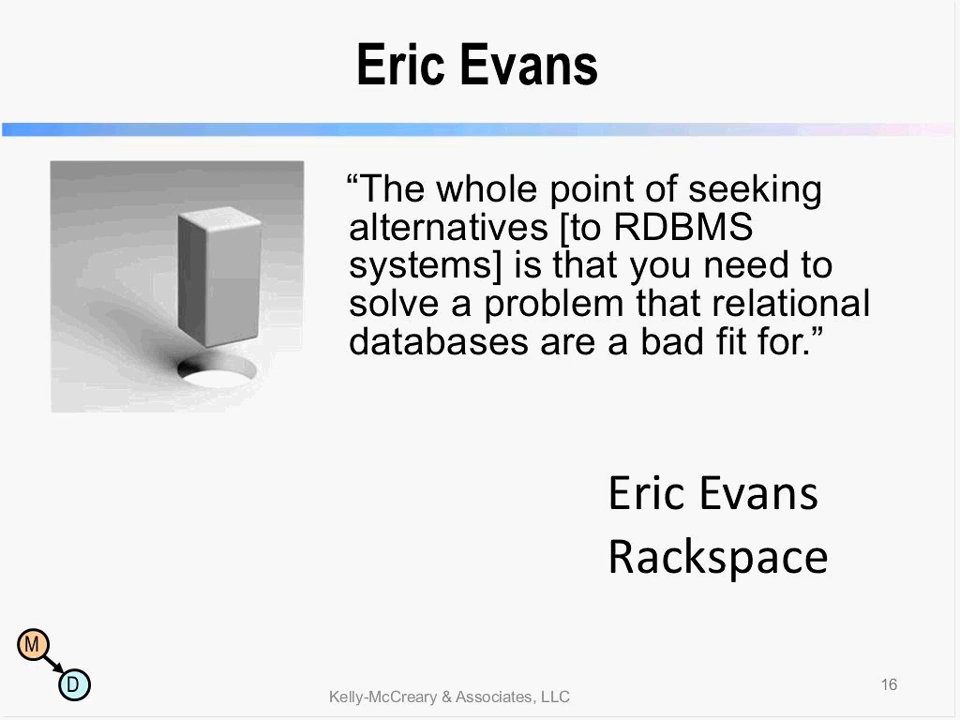 Eric Evans
“The whole point of seeking
alternatives [to RDBMS
systems] is that you need to
solve a problem that relational
databases are a bad fit for.”
Eric Evans
Rackspace
M
D
Kelly-McCreary & Associates, LLC
16